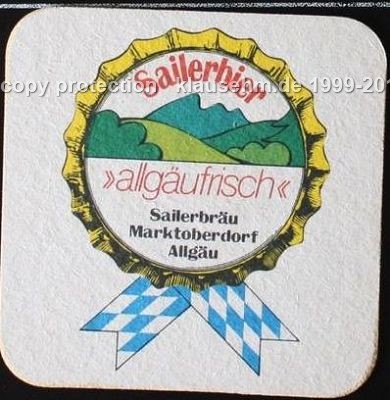 Sailerbier
copy protection klausehm.de 1999-20
»allgäufrisch«
Sailerbräu
Marktoberdorf
Allgäu